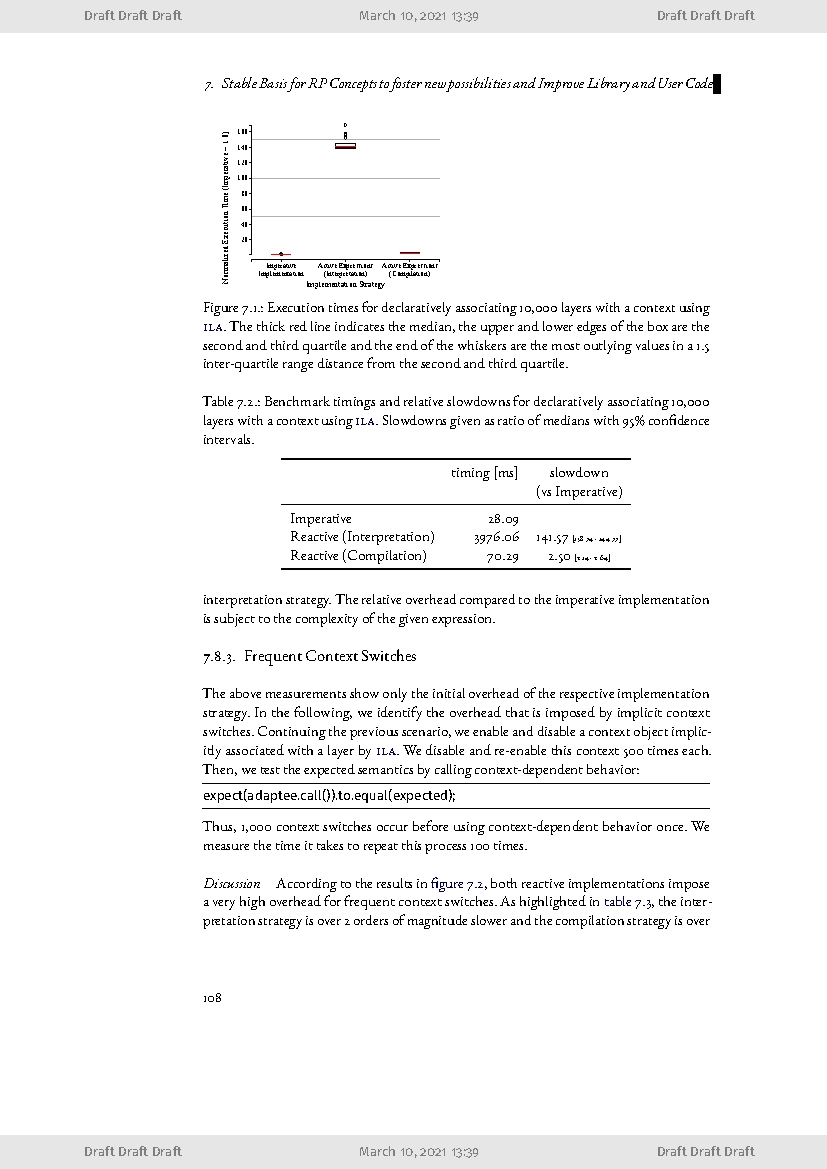 Draft Draft Draft March 10, 2021 13:39 Draft Draft Draft
7. Stable Basis for RP Concepts to foster new possibilities and Improve Library and User Code
Normalized Execution Time (Imperative = 1.0)
160
140
120
100
80
60
40
20
Imperative Implementation
Active Expression (Interpretation)
Active Expression (Compilation)
Implementation Strategy
Figure 7.1.: Execution times for declaratively associating 10,000 layers with a context using
ILA. The thick red line indicates the median, the upper and lower edges of the box are the
second and third quartile and the end of the whiskers are the most outlying values in a 1.5
inter-quartile range distance from the second and third quartile.
Table 7.2.: Benchmark timings and relative slowdowns for declaratively associating 10,000
layers with a context using ILA. Slowdowns given as ratio of medians with 95% confidence
intervals.
timing [ms] slowdown
(vs Imperative)
Imperative 28.09
Reactive (Interpretation) 3976.06 141.57
Reactive (Compilation) 70.29 2.50
interpretation strategy. The relative overhead compared to the imperative implementation
is subject to the complexity of the given expression.
7.8.3. Frequent Context Switches
The above measurements show only the initial overhead of the respective implementation
strategy. In the following, we identify the overhead that is imposed by implicit context
switches. Continuing the previous scenario, we enable and disable a context object implic-
itly associated with a layer by ILA. We disable and re-enable this context 500 times each.
Then, we test the expected semantics by calling context-dependent behavior:
expect(adaptee.call()).to.equal(expected);
Thus, 1,000 context switches occur before using context-dependent behavior once. We
measure the time it takes to repeat this process 100 times.
Discussion According to the results in figure 7.2, both reactive implementations impose
a very high overhead for frequent context switches. As highlighted in table 7.3, the inter-
pretation strategy is over 2 orders of magnitude slower and the compilation strategy is over
108
Draft Draft Draft March 10, 2021 13:39 Draft Draft Draft